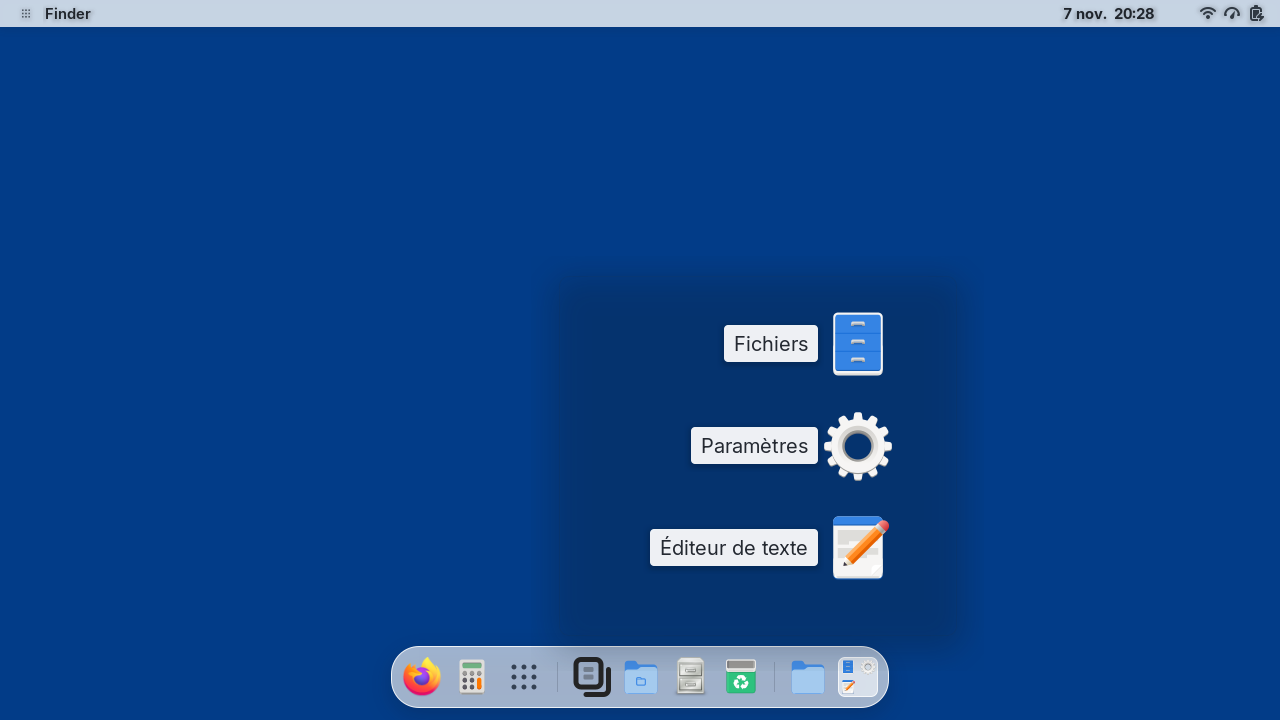 Finder
7 nov. 20:28
Fichiers
Paramètres
Éditeur de texte